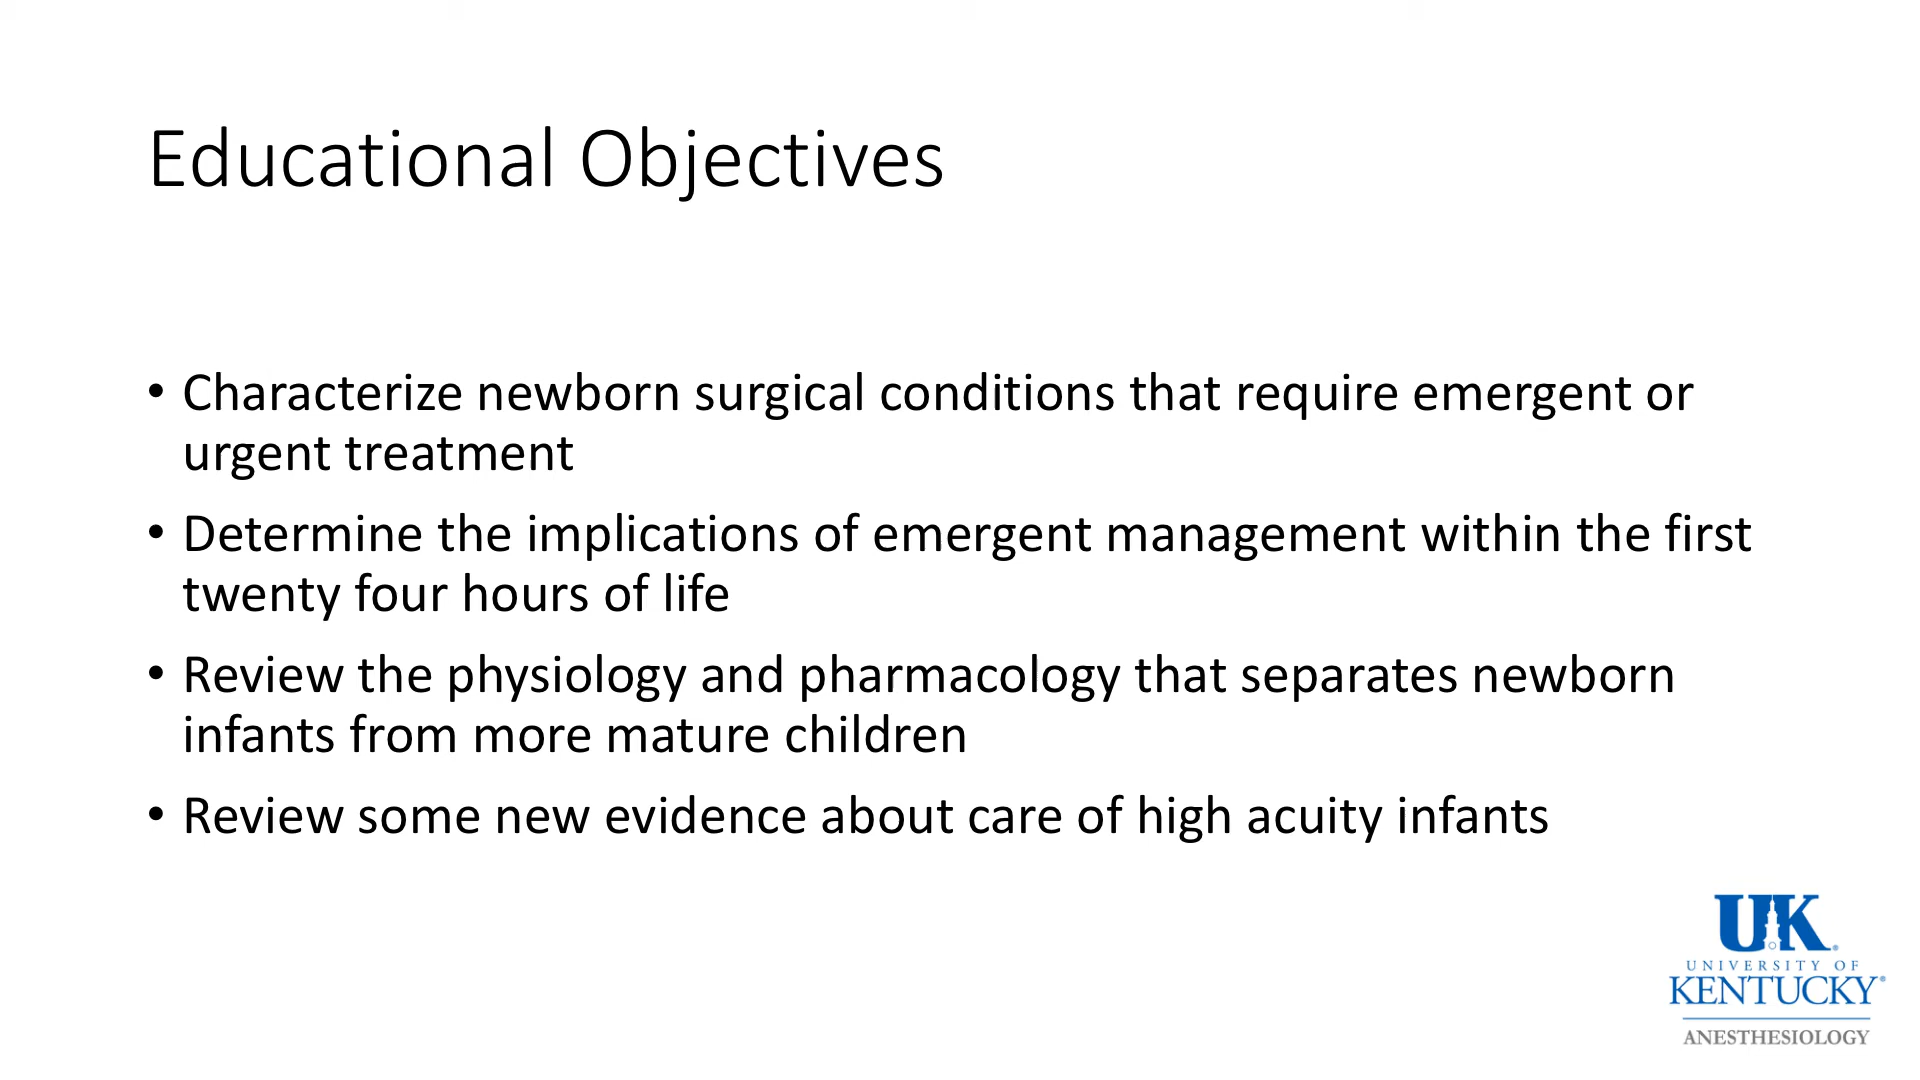 Educational Objectives
• Characterize newborn surgical conditions that require emergent or
urgent treatment
• Determine the implications of emergent management within the first
twenty four hours of life
• Review the physiology and pharmacology that separates newborn
infants from more mature children
• Review some new evidence about care of high acuity infants
UK®
UNIVERSITY OF
KENTUCKY®
ANESTHESIOLOGY